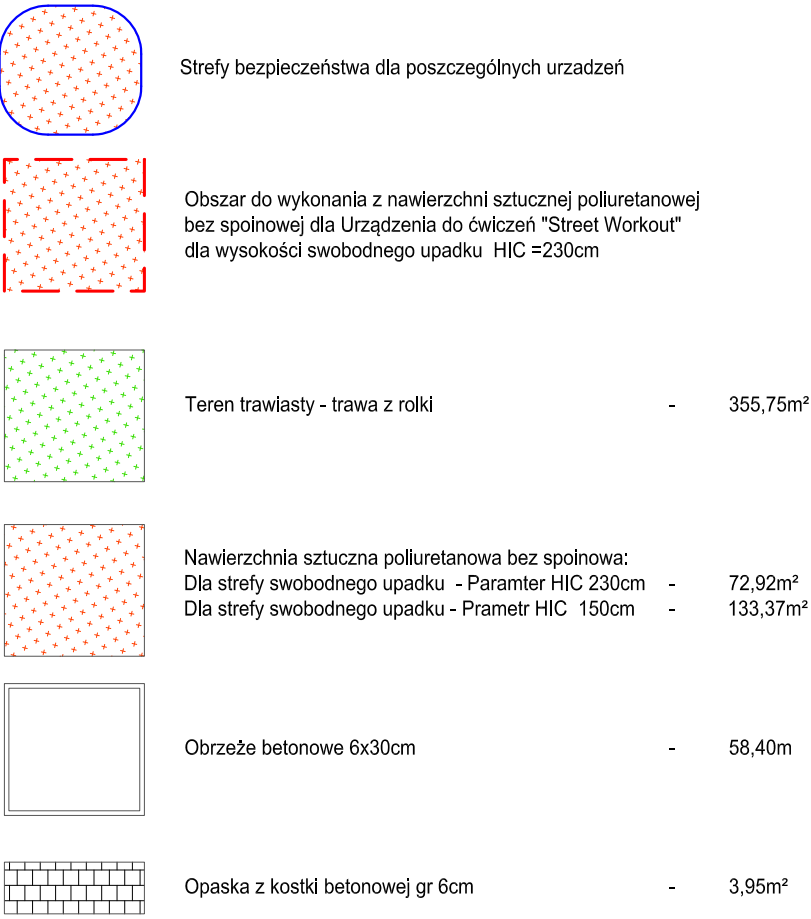 Strefy bezpieczeństwa dla poszczególnych urzadzeń
Obszar do wykonania z nawierzchni sztucznej poliuretanowej
bez spoinowej dla Urządzenia do ćwiczeń "Street Workout"
dla wysokości swobodnego upadku HIC =230cm
Teren trawiasty - trawa z rolki - 355,75m²
Nawierzchnia sztuczna poliuretanowa bez spoinowa:
Dla strefy swobodnego upadku - Paramter HIC 230cm - 72,92m²
Dla strefy swobodnego upadku - Prametr HIC 150cm - 133,37m²
Obrzeże betonowe 6x30cm - 58,40m
Opaska z kostki betonowej gr 6cm - 3,95m²